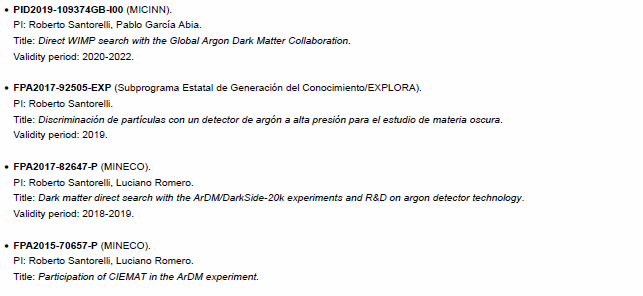 • PID2019-109374GB-I00 (MICINN).
PI: Roberto Santorelli, Pablo García Abia.
Title: Direct WIMP search with the Global Argon Dark Matter Collaboration.
Validity period: 2020-2022.
• FPA2017-92505-EXP (Subprograma Estatal de Generación del Conocimiento/EXPLORA).
PI: Roberto Santorelli.
Title: Discriminación de partículas con un detector de argón a alta presión para el estudio de materia oscura.
Validity period: 2019.
• FPA2017-82647-P (MINECO).
PI: Roberto Santorelli, Luciano Romero.
Title: Dark matter direct search with the ArDM/DarkSide-20k experiments and R&D on argon detector technology.
Validity period: 2018-2019.
• FPA2015-70657-P (MINECO).
PI: Roberto Santorelli, Luciano Romero.
Title: Participation of CIEMAT in the ArDM experiment.